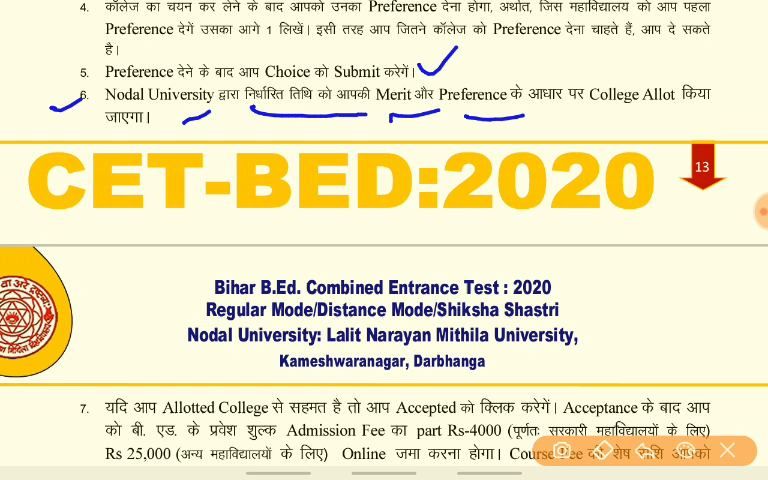 4. कॉलेज का चयन कर लेने के बाद आपको उनका Preference देना होगा, अर्थात, जिस महाविद्यालय को आप पहला
Preference देगें उसका आगे 1 लिखें। इसी तरह आप जितने कॉलेज को Preference देना चाहते हैं, आप दे सकते
है।
5. Preference देने के बाद आप Choice को Submit करेगें।
6. Nodal University द्वारा निर्धारित तिथि को आपकी Merit और Preference के आधार पर College Allot किया
जाएगा।
CET-BED:2020
13
Bihar B.Ed. Combined Entrance Test : 2020
Regular Mode/Distance Mode/Shiksha Shastri
Nodal University: Lalit Narayan Mithila University,
Kameshwaranagar, Darbhanga
7. यदि आप Allotted College से सहमत है तो आप Accepted को क्लिक करेगें। Acceptance के बाद आप
को बी. एड. के प्रवेश शुल्क Admission Fee का part Rs-4000 (पूर्णतः सरकारी महाविद्यालयों के लिए)
Rs 25,000 (अन्य महाविद्यालयों के लिए) Online जमा करना होगा। Course Fee की शेष राशि आपको